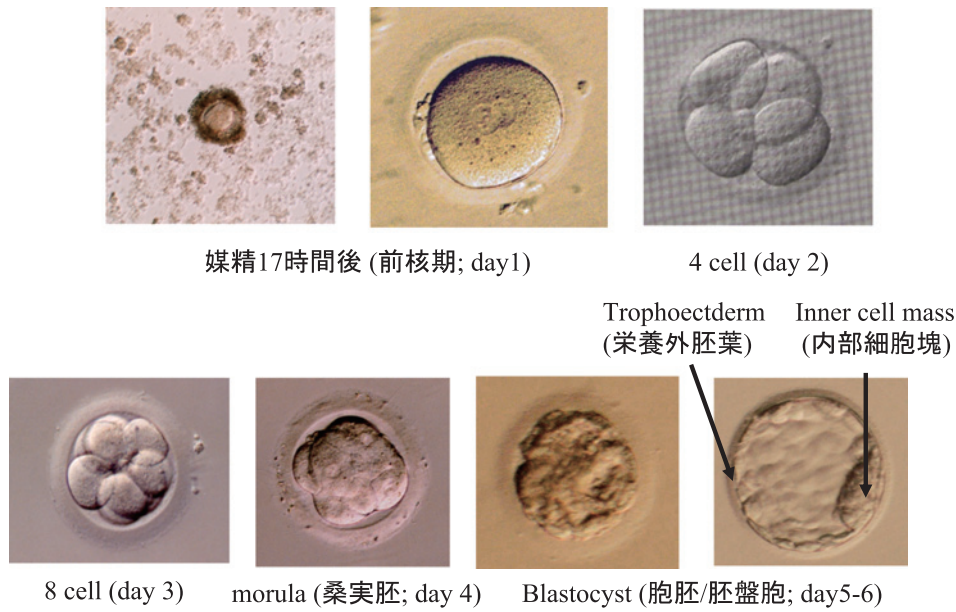 媒精17時間後 (前核期; day1)
4 cell (day 2)
Trophoectderm
(栄養外胚葉)
Inner cell mass
(内部細胞塊)
8 cell (day 3)
morula (桑実胚; day 4)
Blastocyst (胞胚/胚盤胞; day5-6)